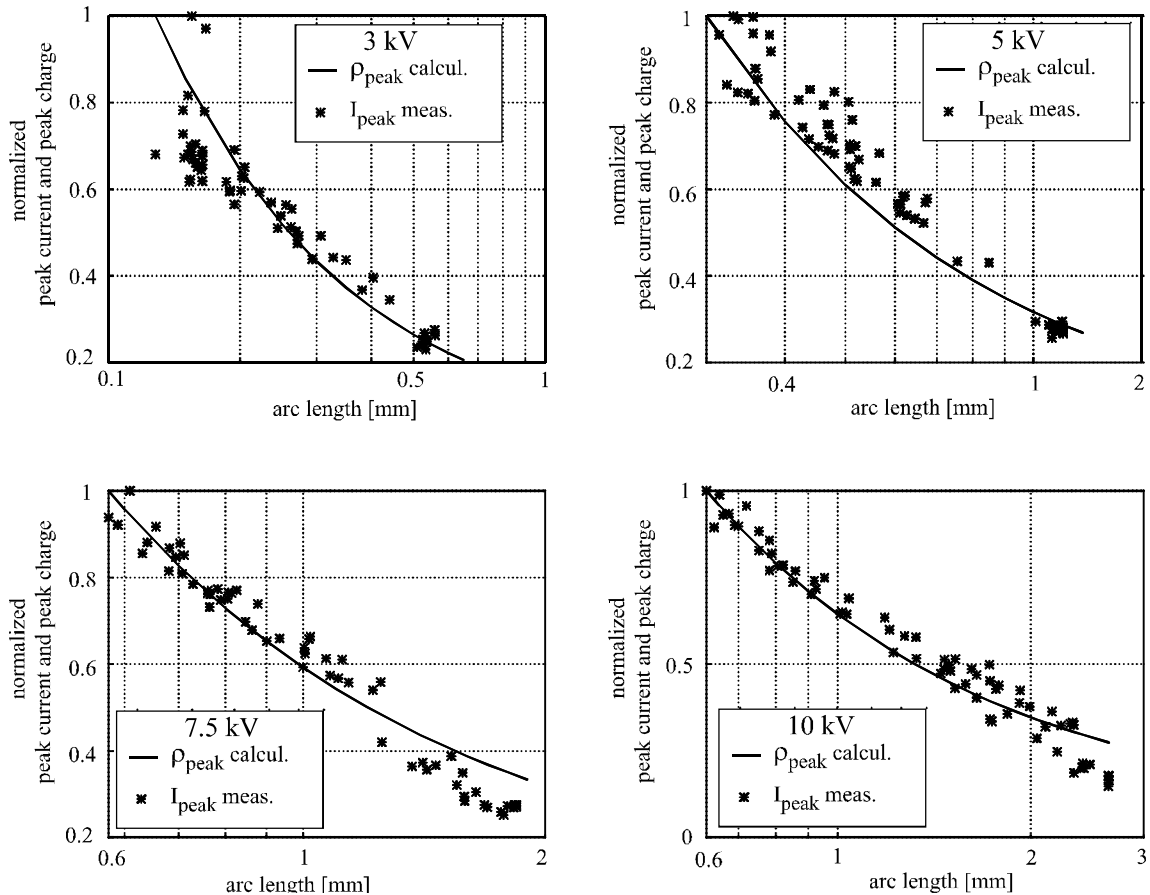 normalized
peak current and peak charge
1
0.8
0.6
0.4
0.2
3 kV
ρpeak calcul.
Ipeak meas.
0.1
0.2
0.5
1
arc length [mm]
normalized
peak current and peak charge
1
0.8
0.6
0.4
0.2
5 kV
ρpeak calcul.
Ipeak meas.
0.4
1
2
arc length [mm]
normalized
peak current and peak charge
1
0.8
0.6
0.4
0.2
7.5 kV
ρpeak calcul.
Ipeak meas.
0.6
1
2
arc length [mm]
normalized
peak current and peak charge
1
0.5
0
10 kV
ρpeak calcul.
Ipeak meas.
0.6
1
2
3
arc length [mm]